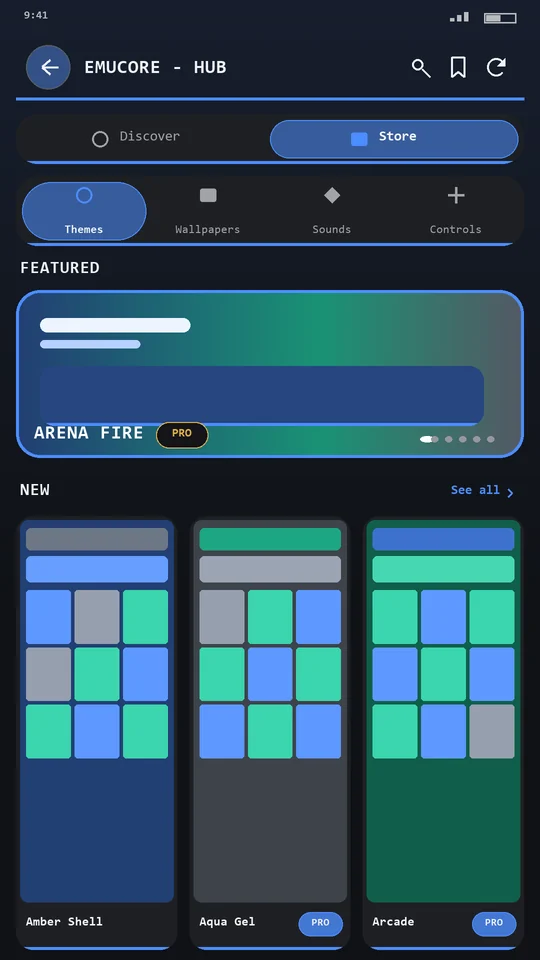 9:41
EMUCORE - HUB
Discover
Store
Themes
Wallpapers
Sounds
Controls
FEATURED
ARENA FIRE
PRO
NEW
See all
Amber Shell
Aqua Gel
PRO
Arcade
PRO